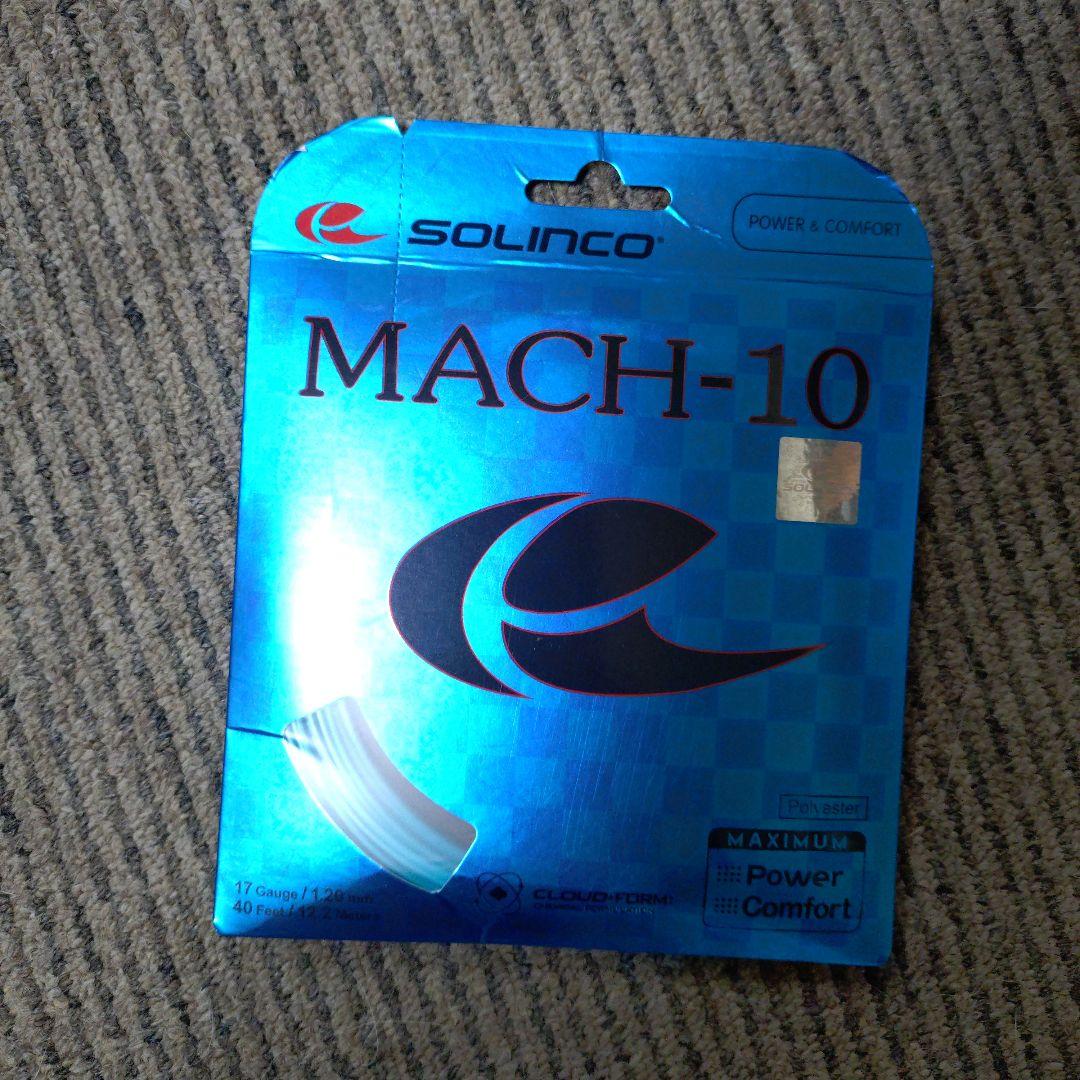 SOLINCO
POWER & COMFORT
MACH-10
Polyester
MAXIMUM
Power
Comfort
17 Gauge / 1.20 mm
40 Feet / 12.2 Meters
CLOUD-FORM